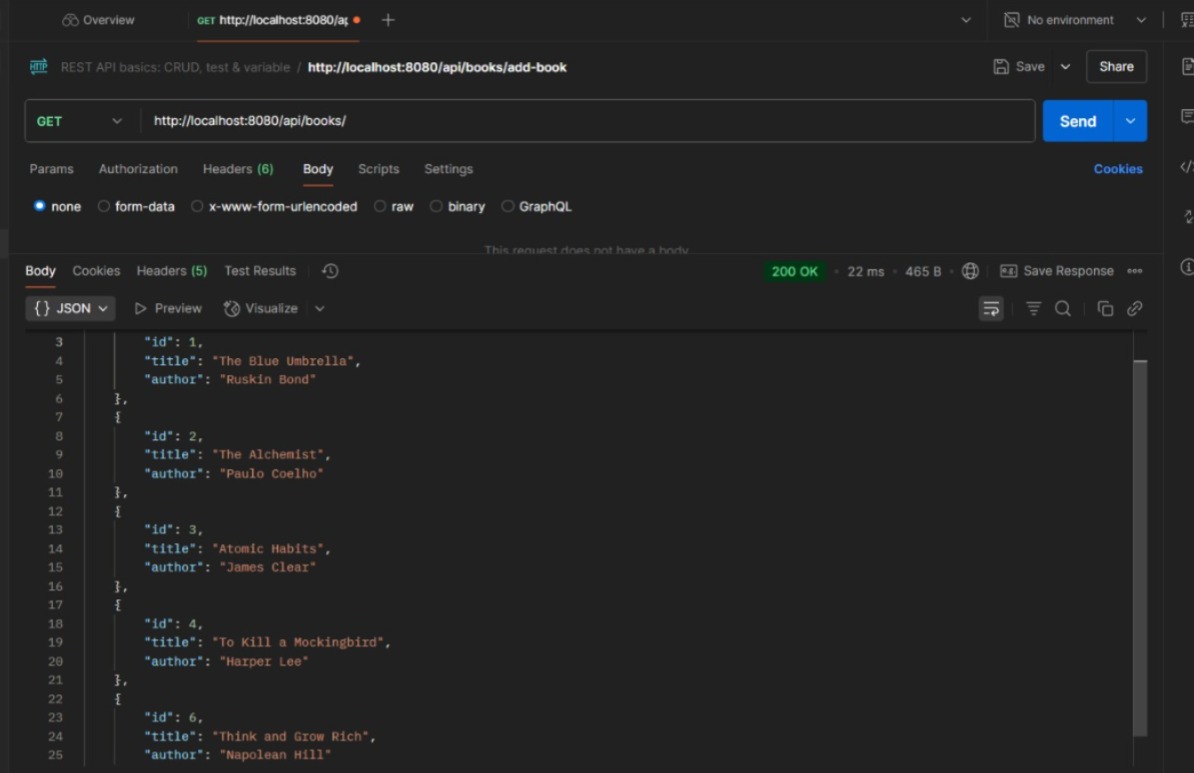 Overview GET http://localhost:8080/ap No environment
REST API basics: CRUD, test & variable / http://localhost:8080/api/books/add-book Save Share
GET http://localhost:8080/api/books/ Send
Params Authorization Headers (6) Body Scripts Settings Cookies
none form-data x-www-form-urlencoded raw binary GraphQL
This request does not have a body
Body Cookies Headers (5) Test Results 200 OK 22 ms 465 B Save Response
{} JSON Preview Visualize
3 "id": 1,
4 "title": "The Blue Umbrella",
5 "author": "Ruskin Bond"
6 },
7 {
8 "id": 2,
9 "title": "The Alchemist",
10 "author": "Paulo Coelho"
11 },
12 {
13 "id": 3,
14 "title": "Atomic Habits",
15 "author": "James Clear"
16 },
17 {
18 "id": 4,
19 "title": "To Kill a Mockingbird",
20 "author": "Harper Lee"
21 },
22 {
23 "id": 6,
24 "title": "Think and Grow Rich",
25 "author": "Napolean Hill"